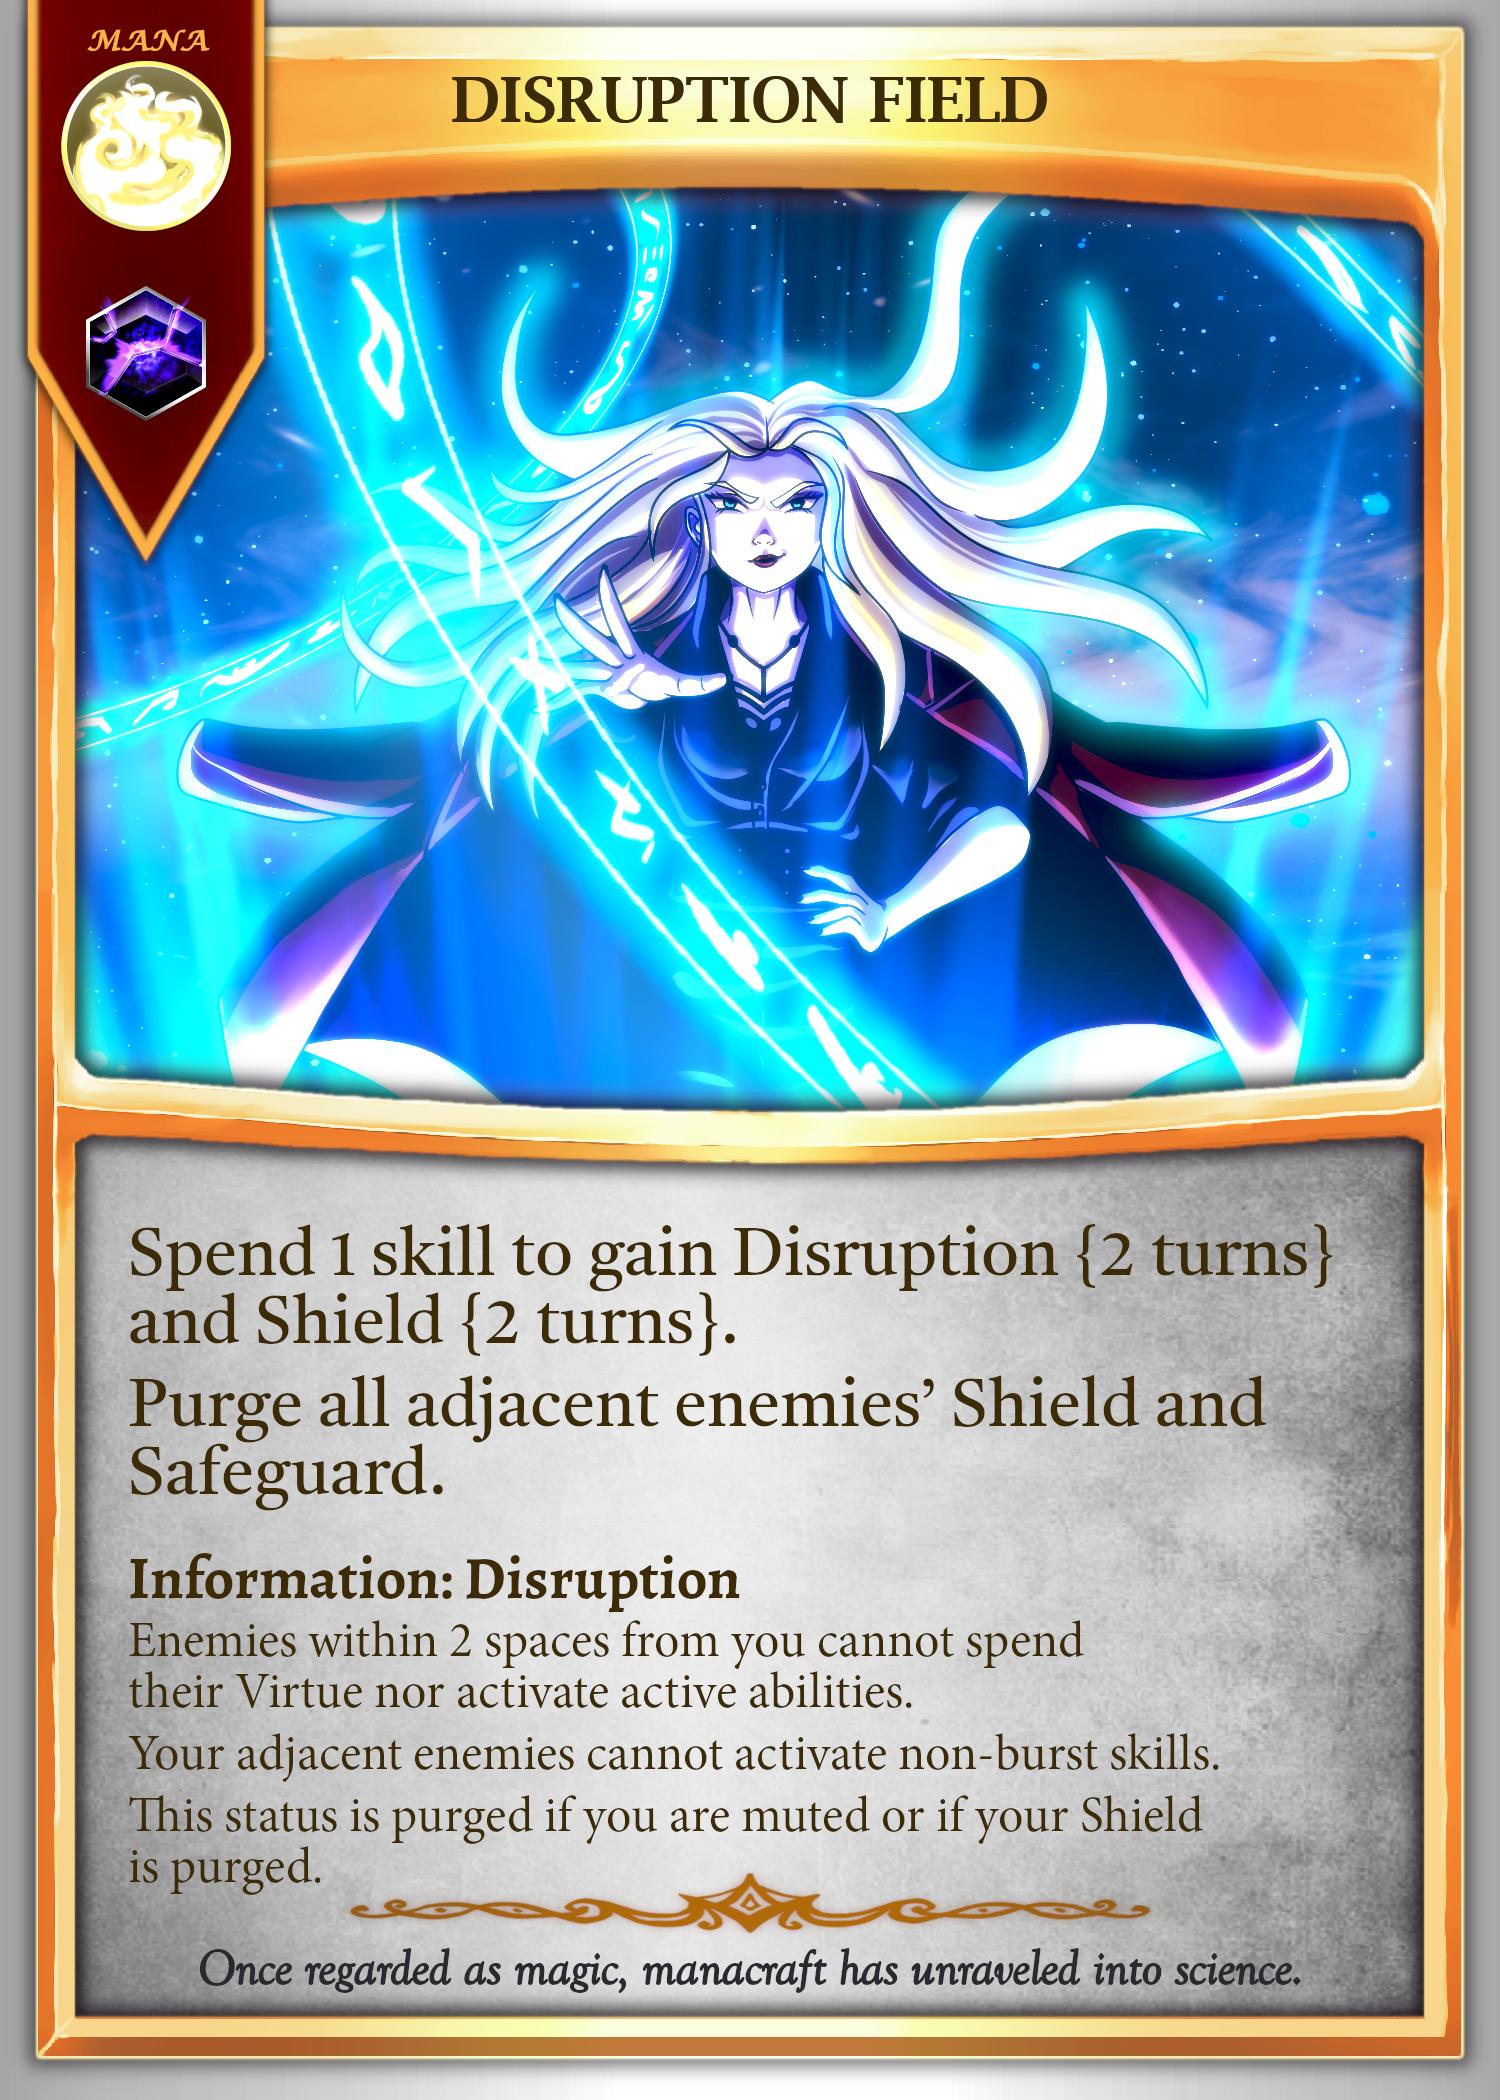 MANA
DISRUPTION FIELD
Spend 1 skill to gain Disruption {2 turns}
and Shield {2 turns}.
Purge all adjacent enemies’ Shield and
Safeguard.
Information: Disruption
Enemies within 2 spaces from you cannot spend
their Virtue nor activate active abilities.
Your adjacent enemies cannot activate non-burst skills.
This status is purged if you are muted or if your Shield
is purged.
Once regarded as magic, manacraft has unraveled into science.